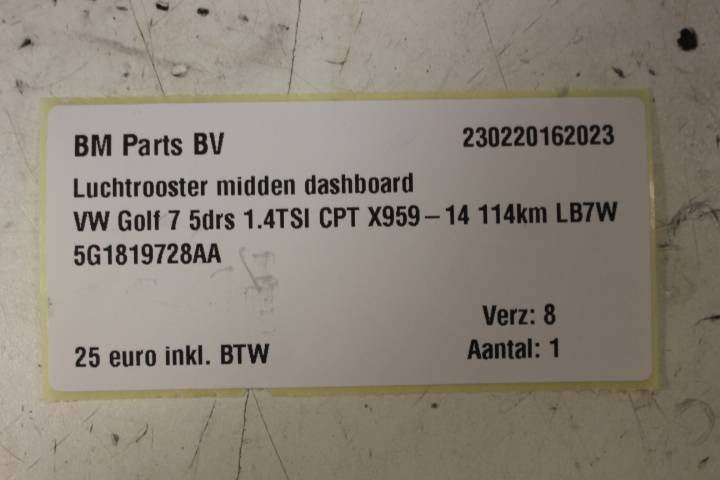 BM Parts BV 230220162023
Luchtrooster midden dashboard
VW Golf 7 5drs 1.4TSI CPT X959-14 114km LB7W
5G1819728AA
Verz: 8
25 euro inkl. BTW Aantal: 1